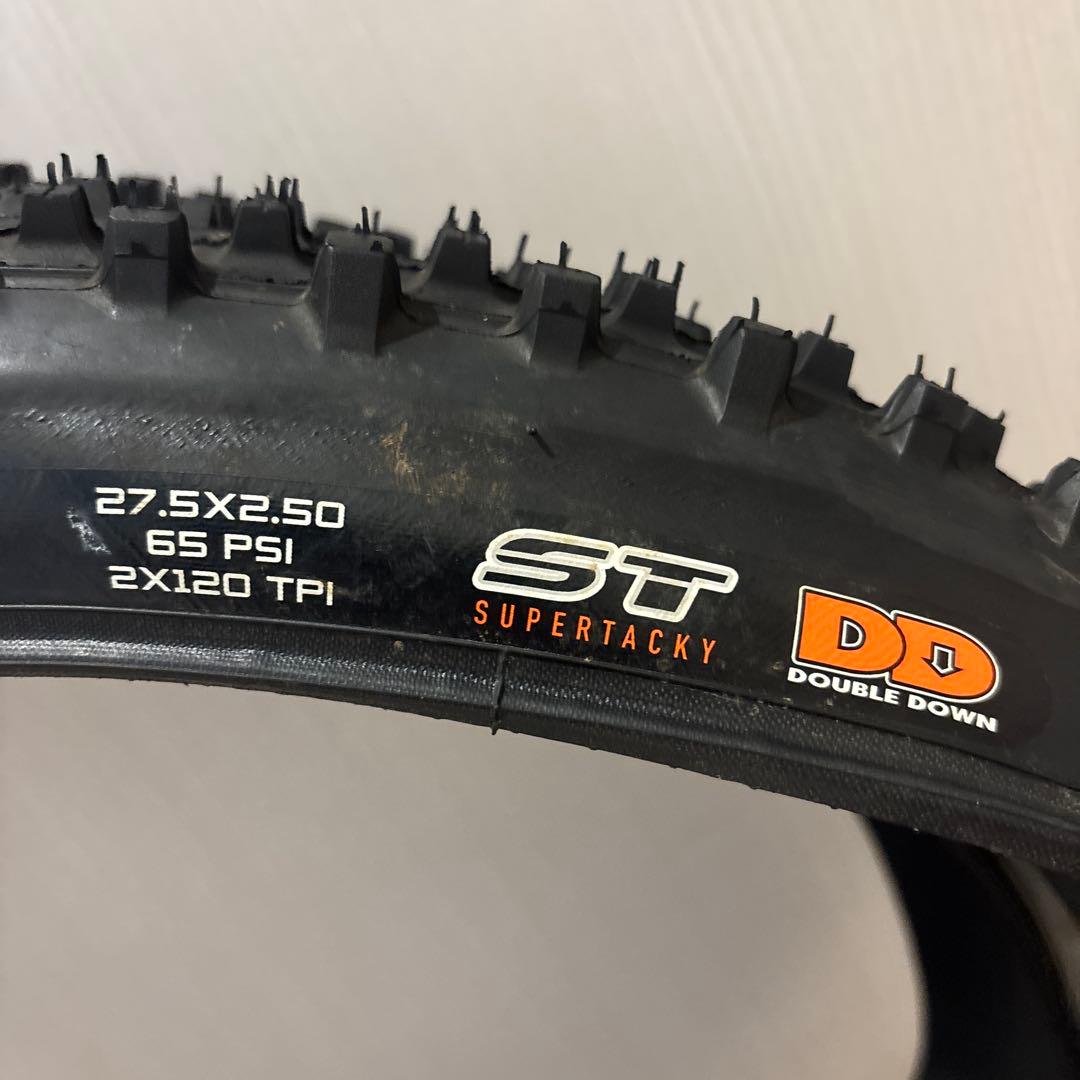 27.5X2.50
65 PSI
2X120 TPI
ST
SUPERTACKY
DD
DOUBLE DOWN